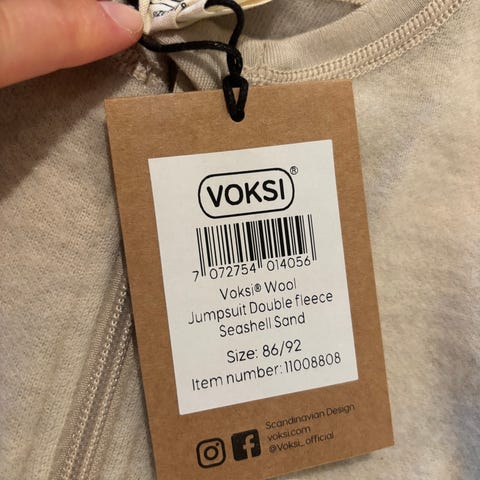 VOKSI®
7 072754 014056
Voksi® Wool
Jumpsuit Double fleece
Seashell Sand
Size: 86/92
Item number: 11008808
Scandinavian Design
voksi.com
@Voksi_official